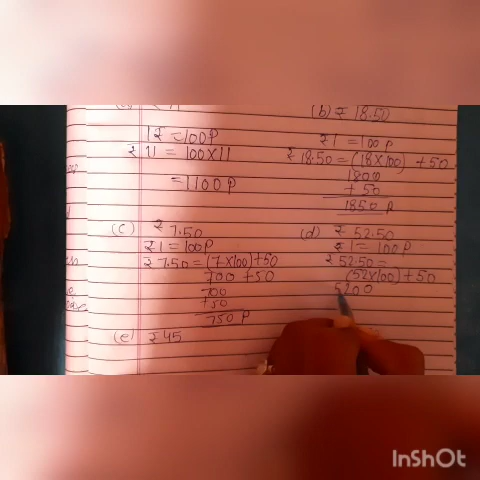 (b) ₹ 18.50
1₹ = 100P
₹ 11 = 100×11
= 1100 P
₹1 = 100 P
₹ 18.50 = (18×100) + 50
1800
+ 50
1850 P
(c) ₹ 7.50
₹1 = 100P
₹ 7.50 = (7×100)+50
700 +50
700
+50
750 P
(d) ₹ 52.50
₹1 = 100P
₹ 52.50 =
(52×100) + 50
5200
(e) ₹45
InShOt